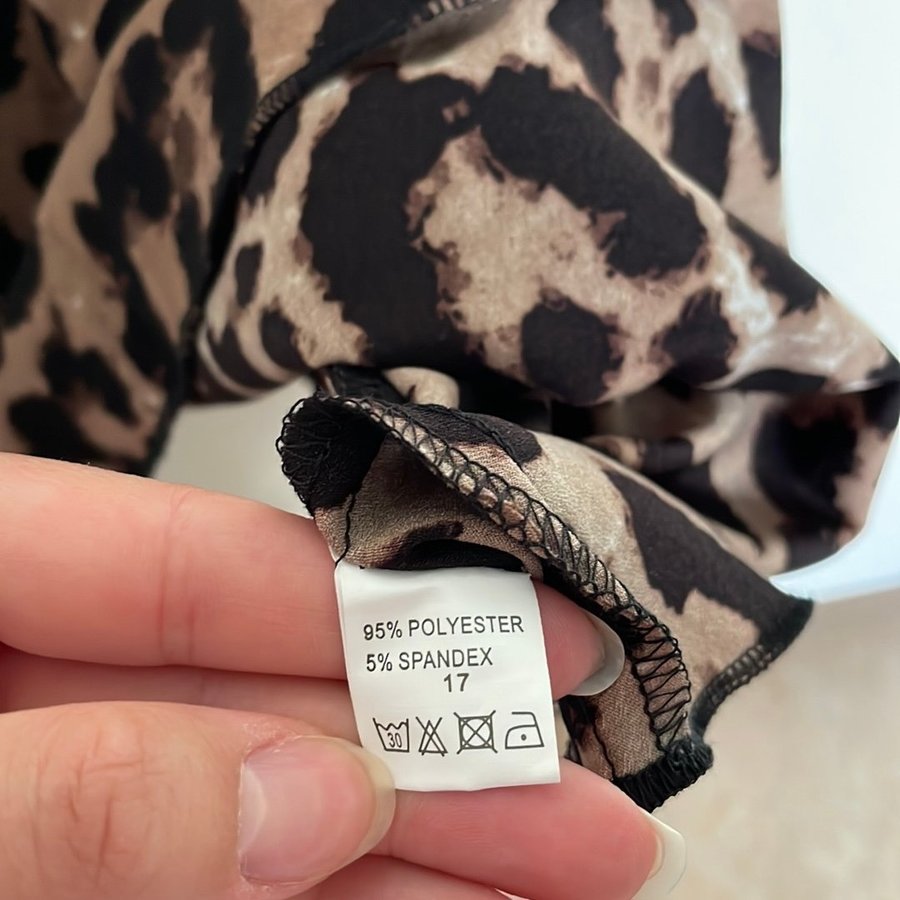 95% POLYESTER
5% SPANDEX
17
30